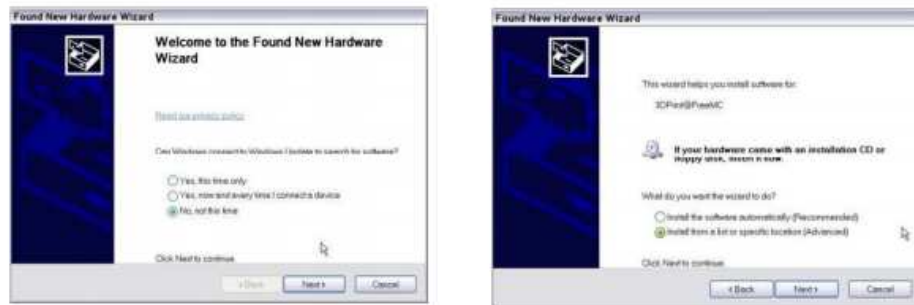 Found New Hardware Wizard
Welcome to the Found New Hardware
Wizard
Read our privacy policy
Can Windows connect to Windows Update to search for software?
Yes, this time only
Yes, now and every time I connect a device
No, not this time
Click Next to continue
< Back
Next >
Cancel
Found New Hardware Wizard
This wizard helps you install software for:
If your hardware came with an installation CD or
floppy disk, insert it now.
What do you want the wizard to do?
Install the software automatically (Recommended)
Install from a list or specific location (Advanced)
Click Next to continue
< Back
Next >
Cancel